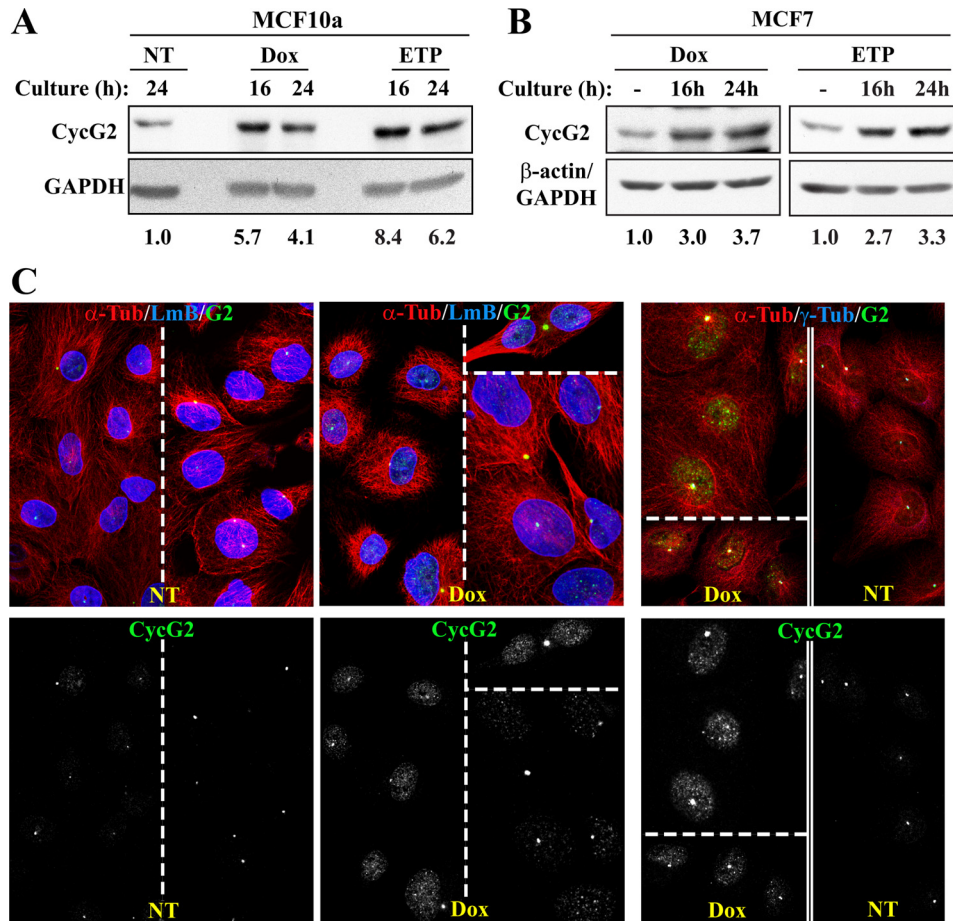 A
MCF10a
NT Dox ETP
Culture (h): 24 16 24 16 24
CycG2
GAPDH
1.0 5.7 4.1 8.4 6.2
B
MCF7
Dox ETP
Culture (h): - 16h 24h - 16h 24h
CycG2
β-actin/
GAPDH
1.0 3.0 3.7 1.0 2.7 3.3
C
α-Tub/LmB/G2 α-Tub/LmB/G2 α-Tub/γ-Tub/G2
NT Dox Dox NT
CycG2 CycG2 CycG2
NT Dox Dox NT